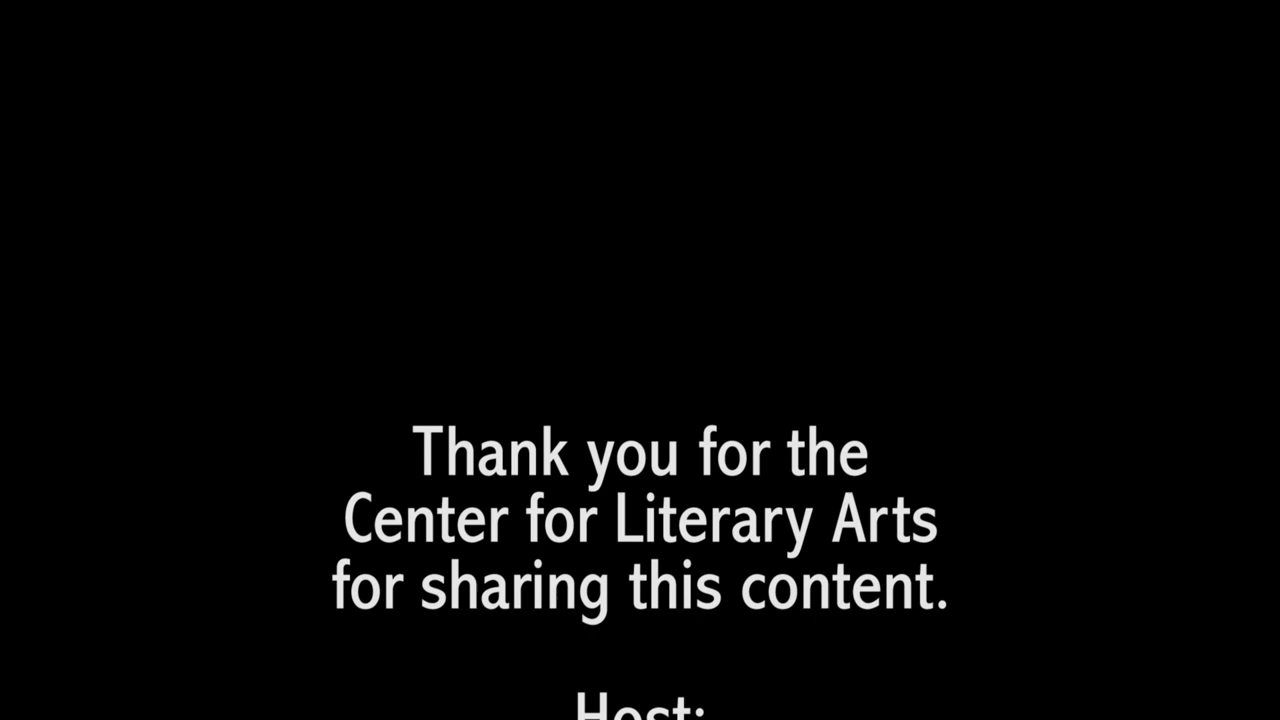 Thank you for the
Center for Literary Arts
for sharing this content.
Host: